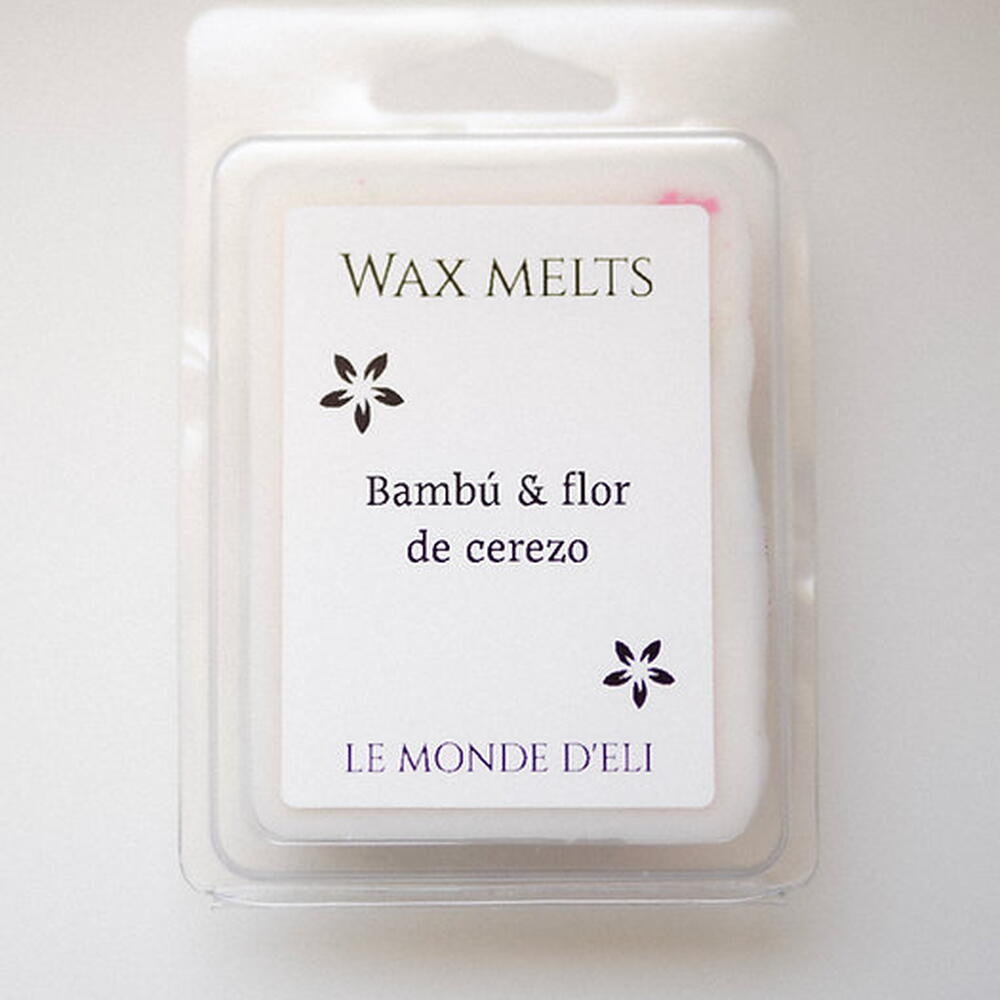 WAX MELTS
Bambú & flor
de cerezo
LE MONDE D'ELI